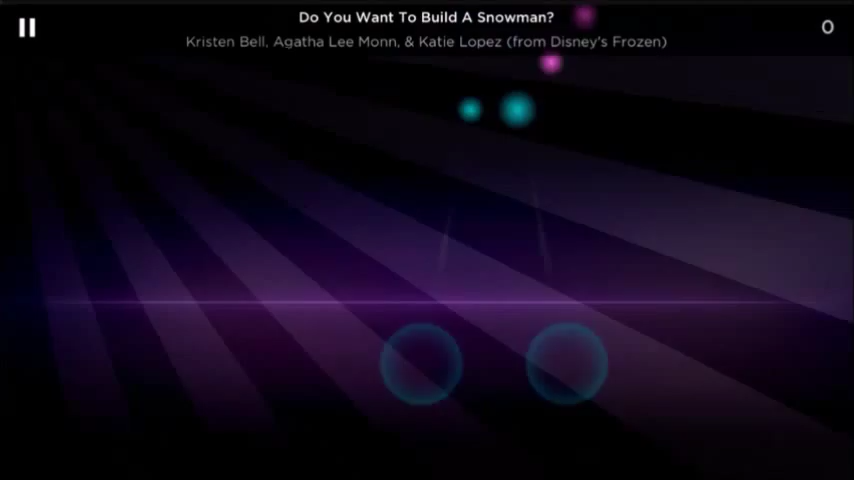 Do You Want To Build A Snowman?
0
Kristen Bell, Agatha Lee Monn, & Katie Lopez (from Disney's Frozen)